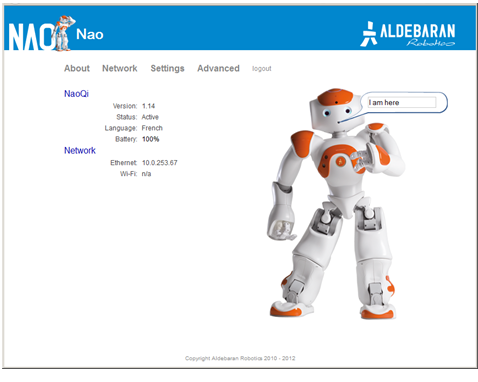 NAO Nao
ALDEBARAN
Robotics
About Network Settings Advanced logout
NaoQi
Version: 1.14
Status: Active
Language: French
Battery: 100%
Network
Ethernet: 10.0.253.67
Wi-Fi: n/a
I am here
Copyright Aldebaran Robotics 2010 - 2012